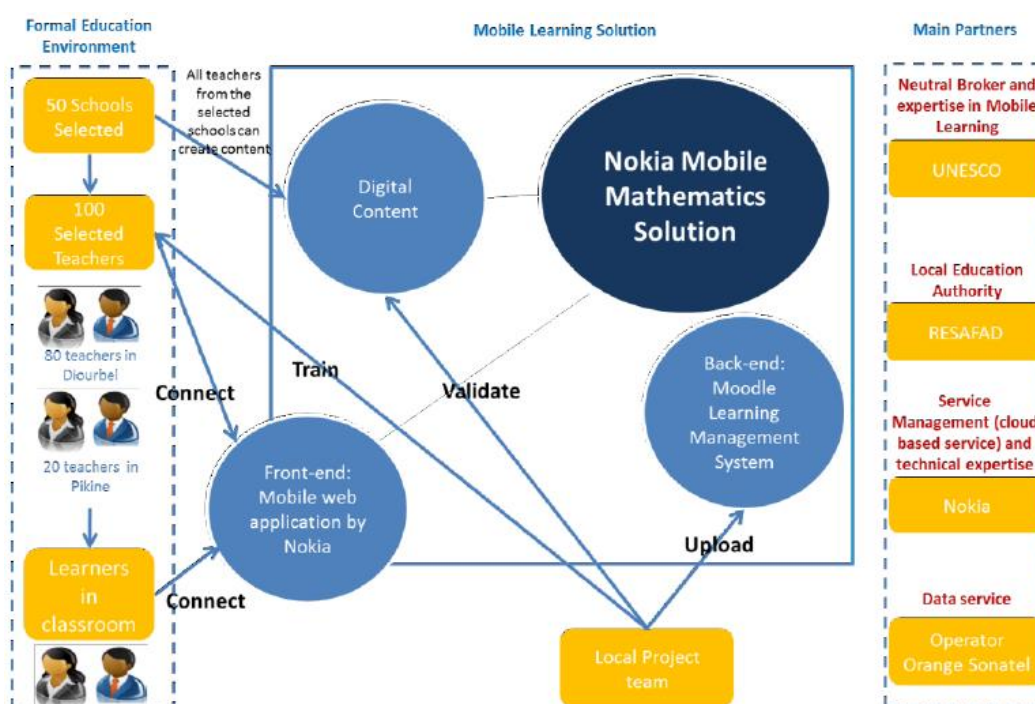 Formal Education
Environment
50 Schools
Selected
100
Selected
Teachers
80 teachers in
Diourbel
20 teachers in
Pikine
Learners
in
classroom
Mobile Learning Solution
All teachers
from the
selected
schools can
create content
Digital
Content
Nokia Mobile
Mathematics
Solution
Connect
Train
Validate
Back-end:
Moodle
Learning
Management
System
Front-end:
Mobile web
application by
Nokia
Connect
Upload
Local Project
team
Main Partners
Neutral Broker and
expertise in Mobile
Learning
UNESCO
Local Education
Authority
RESAFAD
Service
Management (cloud
based service) and
technical expertise
Nokia
Data service
Operator
Orange Sonatel